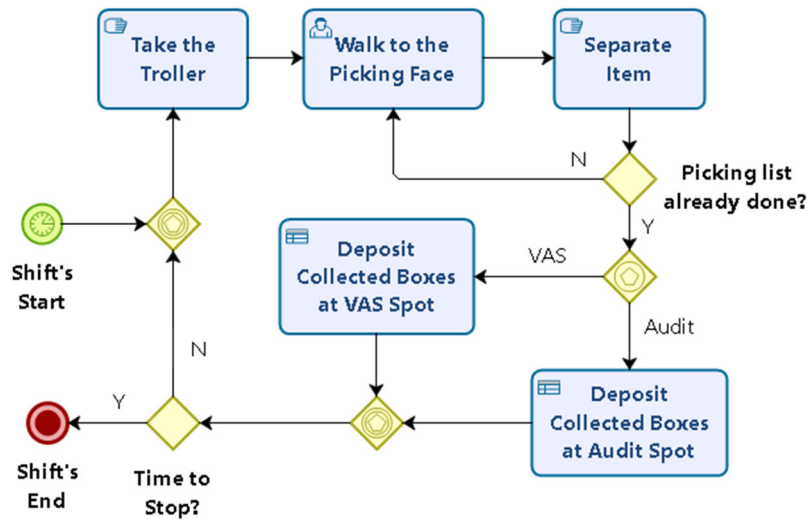 Take the
Troller
Walk to the
Picking Face
Separate
Item
N
Picking list
already done?
Y
Shift's
Start
Deposit
Collected Boxes
at VAS Spot
VAS
Audit
N
Deposit
Collected Boxes
at Audit Spot
Y
Shift's
End
Time to
Stop?